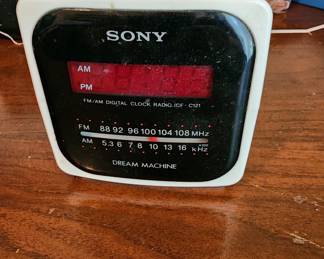 SONY
AM
PM
FM/AM DIGITAL CLOCK RADIO ICF-C121
FM 88 92 96 100 104 108 MHz
AM 5.3 6 7 8 10 13 16 kHz
DREAM MACHINE